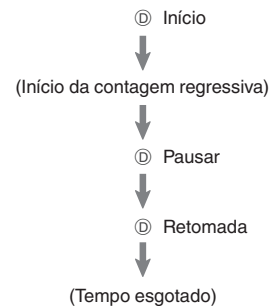 Ⓓ Início
(Início da contagem regressiva)
Ⓓ Pausar
Ⓓ Retomada
(Tempo esgotado)